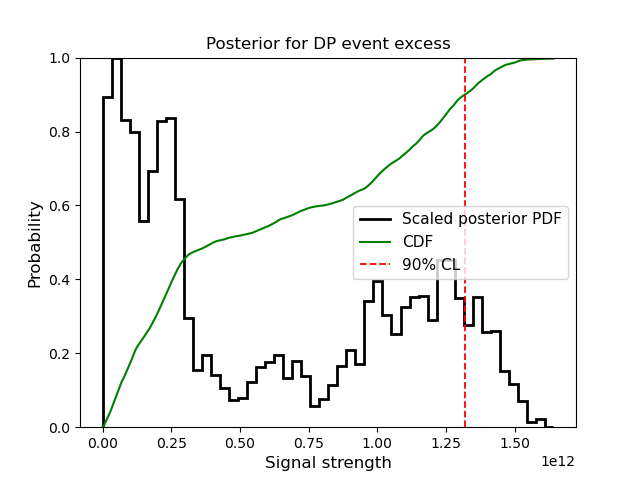 Posterior for DP event excess
Probability
1.0
0.8
0.6
0.4
0.2
0.0
Scaled posterior PDF
CDF
90% CL
0.00
0.25
0.50
0.75
1.00
1.25
1.50
1e12
Signal strength